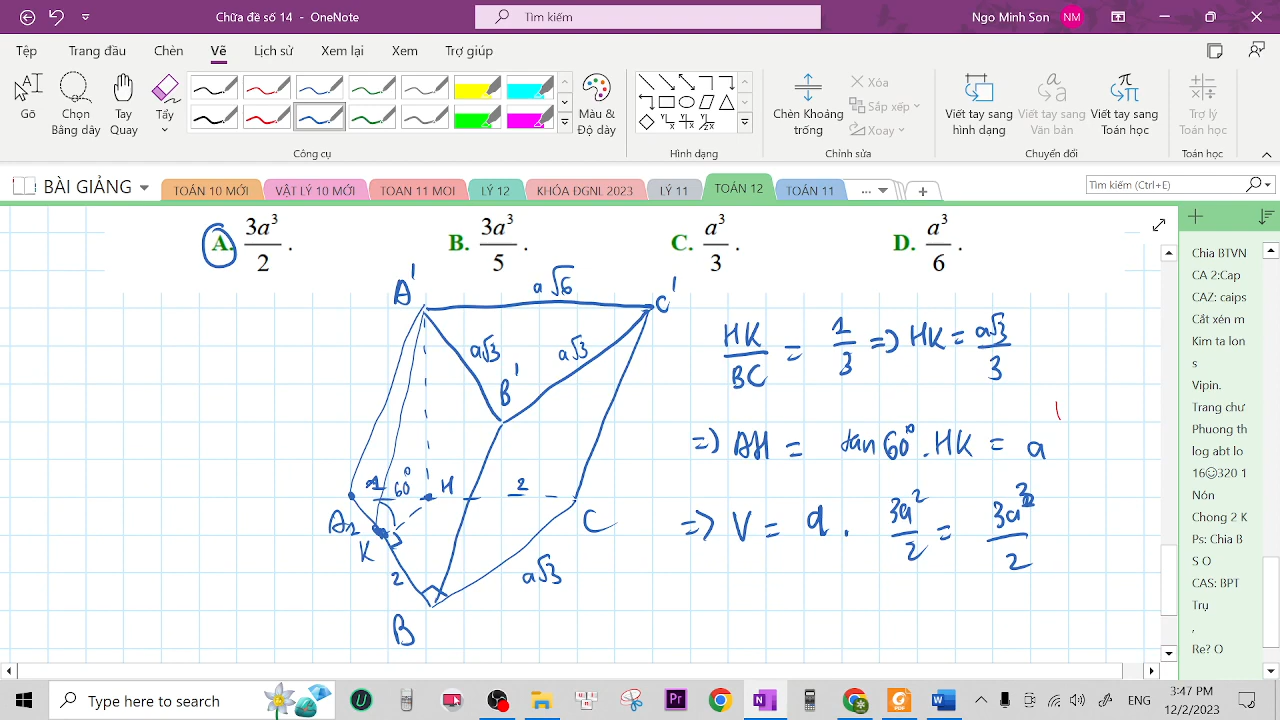 Chữa đề số 14 - OneNote
Tìm kiếm
Ngo Minh Son
NM
Tệp
Trang đầu
Chèn
Vẽ
Lịch sử
Xem lại
Xem
Trợ giúp
Gõ
Chọn Bằng dây
Tay Quay
Tẩy
Màu & Độ dày
Chèn Khoảng trống
Xóa
Sắp xếp
Xoay
Viết tay sang hình dạng
Viết tay sang Văn bản
Viết tay sang Toán học
Tự lý Toán học
Công cụ
Hình dạng
Chỉnh sửa
Chuyển đổi
Toán học
BÀI GIẢNG
TOÁN 10 MỚI
VẬT LÝ 10 MỚI
TOAN 11 MOI
LÝ 12
KHÓA ĐGNL 2023
LÝ 11
TOÁN 12
TOÁN 11
...
Tìm kiếm (Ctrl+E)
A. 3a³/2 .
B. 3a³/5 .
C. a³/3 .
D. a³/6 .
A'
a√6
C'
a√3
a√3
B'
1
60°
H
2
A
K
C
2
a√3
B
HK/BC = 1/3 => HK = a√3/3
=> AH = tan 60° . HK = a
=> V = a . 3a²/2 = 3a³/2
Chia BTVN
CA 2:Cap
CAZ: caips
Cắt xén m
Kim ta lon
s
Vipin.
Trang chư
Phuong th
log abt lo
16☺320 1
Nón
Chong 2 K
Ps: Chia B
S O
CAS: BPT
Trụ
,
Re? O
Type here to search
ENG
3:47 PM
12/2/2023